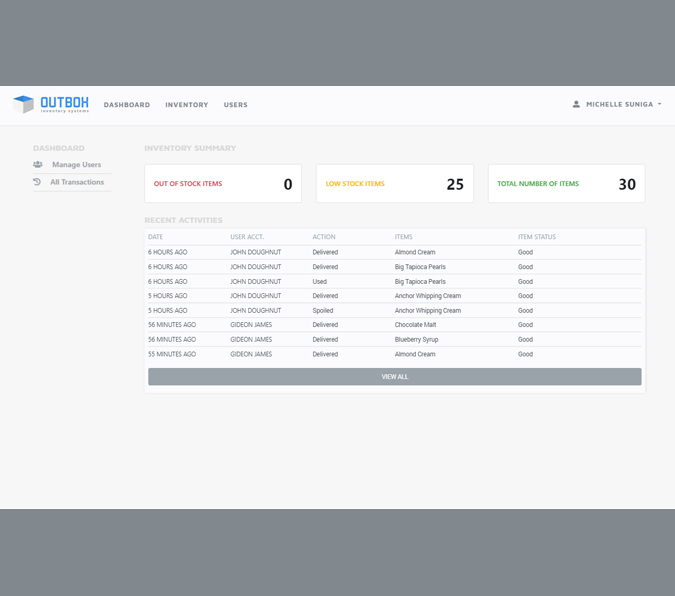 OUTBOX
inventory systems
DASHBOARD INVENTORY USERS
MICHELLE SUNIGA
DASHBOARD
Manage Users
All Transactions
INVENTORY SUMMARY
OUT OF STOCK ITEMS 0
LOW STOCK ITEMS 25
TOTAL NUMBER OF ITEMS 30
RECENT ACTIVITIES
DATE USER ACCT. ACTION ITEMS ITEM STATUS
6 HOURS AGO JOHN DOUGHNUT Delivered Almond Cream Good
6 HOURS AGO JOHN DOUGHNUT Delivered Big Tapioca Pearls Good
6 HOURS AGO JOHN DOUGHNUT Used Big Tapioca Pearls Good
5 HOURS AGO JOHN DOUGHNUT Delivered Anchor Whipping Cream Good
5 HOURS AGO JOHN DOUGHNUT Spoiled Anchor Whipping Cream Good
56 MINUTES AGO GIDEON JAMES Delivered Chocolate Malt Good
56 MINUTES AGO GIDEON JAMES Delivered Blueberry Syrup Good
55 MINUTES AGO GIDEON JAMES Delivered Almond Cream Good
VIEW ALL